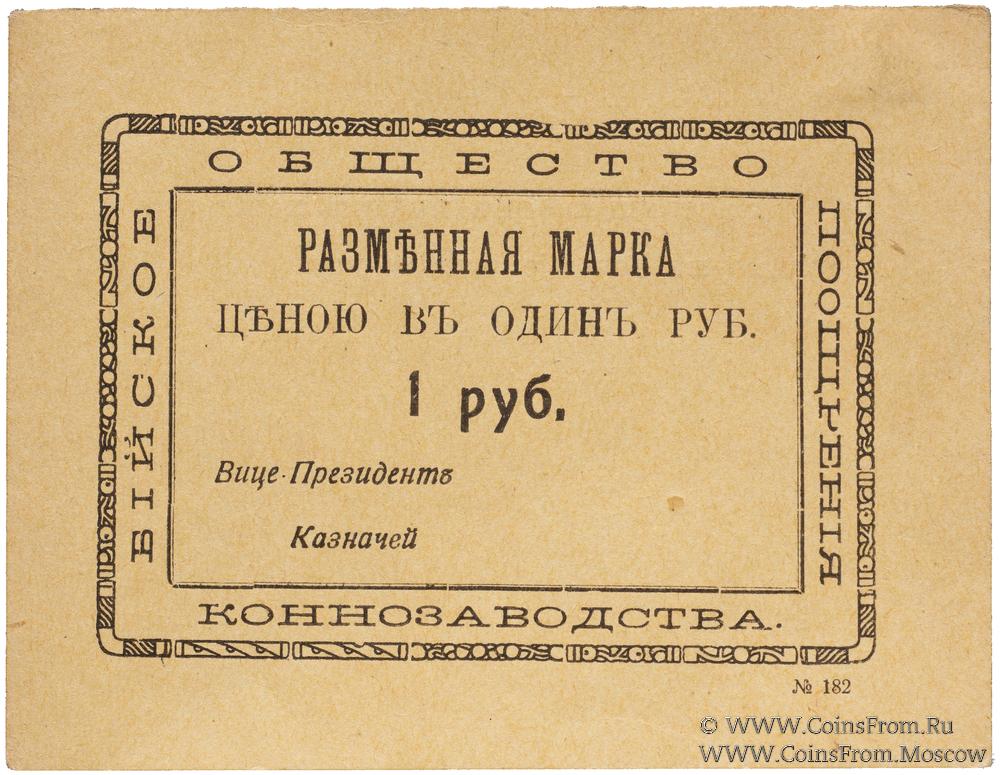 БІЙСКОЕ
ОБЩЕСТВО
ПООЩРЕНІЯ
КОННОЗАВОДСТВА.
РАЗМѢННАЯ МАРКА
ЦѢНОЮ ВЪ ОДИНЪ РУБ.
1 руб.
Вице-Президентъ
Казначей
№ 182
© WWW.CoinsFrom.Ru
WWW.CoinsFrom.Moscow